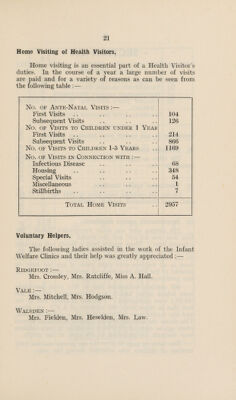 21
Home Visiting of Health Visitors.
Home visiting is an essential part of a Health Visitor's
duties. In the course of a year a large number of visits
are paid and for a variety of reasons as can be seen from
the following table :—
No. of Ante-Natal Visits :—
First Visits .. .. .. 104
Subsequent Visits .. .. 126
No. of Visits to Children under 1 Year
First Visits .. .. .. 214
Subsequent Visits .. .. 866
No. of Visits to Children 1-5 Years 1169
No. of Visits in Connection with :—
Infectious Disease .. .. 68
Housing .. .. .. 348
Special Visits .. .. 54
Miscellaneous .. .. 1
Stillbirths .. .. .. 7
Total Home Visits .. 2957
Voluntary Helpers.
The following ladies assisted in the work of the Infant
Welfare Clinics and their help was greatly appreciated :—
Ridgefoot :—
Mrs. Crossley, Mrs. Ratcliffe, Miss A. Hall.
Vale :—
Mrs. Mitchell, Mrs. Hodgson.
Walsden :—
Mrs. Fielden, Mrs. Heselden, Mrs. Law.